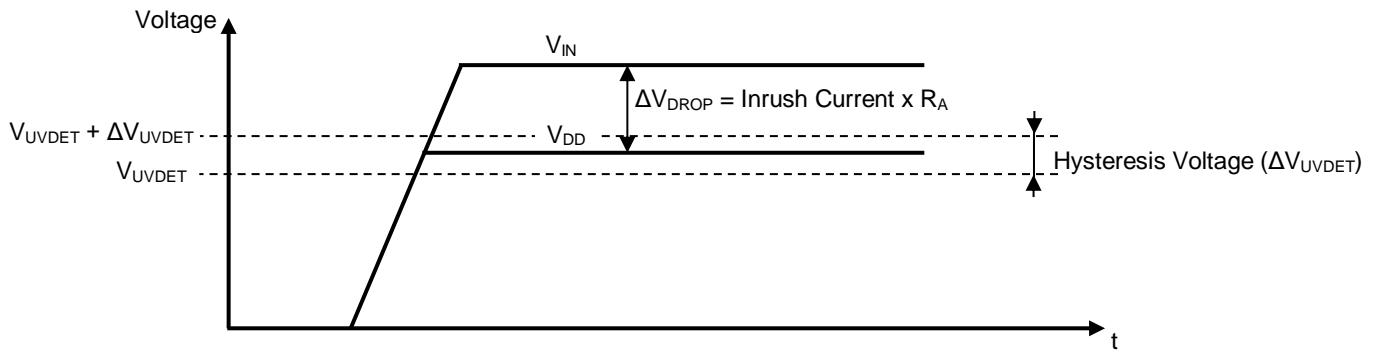 Voltage
V_IN
ΔV_DROP = Inrush Current x R_A
V_UVDET + ΔV_UVDET
V_DD
Hysteresis Voltage (ΔV_UVDET)
V_UVDET
t